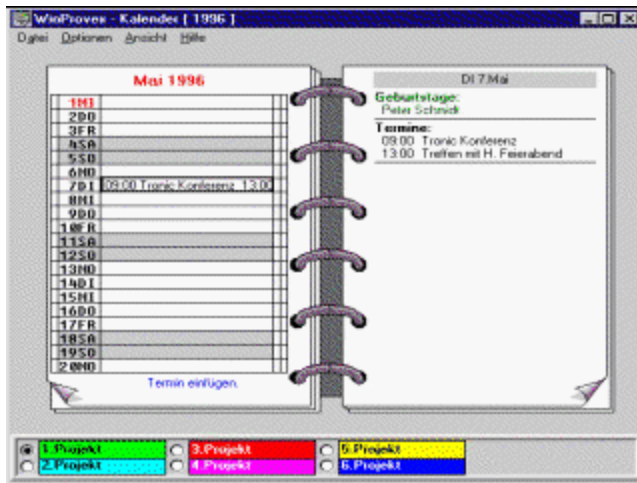 WinProvex - Kalender [ 1996 ]
Datei Optionen Ansicht Hilfe
Mai 1996
1MI
2DO
3FR
4SA
5SO
6MO
7DI 09:00 Tronic Konferenz 13:00
8MI
9DO
10FR
11SA
12SO
13MO
14DI
15MI
16DO
17FR
18SA
19SO
20MO
Termin einfügen.
DI 7.Mai
Geburtstage:
Peter Schmidt
Termine:
09:00 Tronic Konferenz
13:00 Treffen mit H. Feierabend
1.Projekt 3.Projekt 5.Projekt
2.Projekt 4.Projekt 6.Projekt